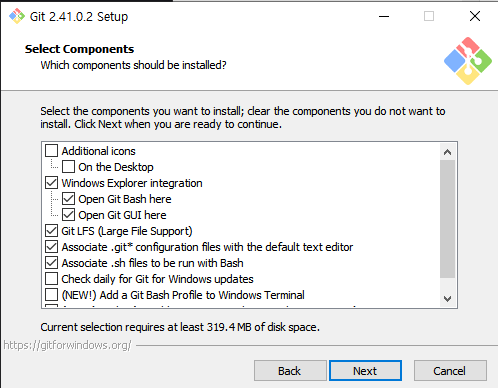 Git 2.41.0.2 Setup
Select Components
Which components should be installed?
Select the components you want to install; clear the components you do not want to
install. Click Next when you are ready to continue.
Additional icons
On the Desktop
Windows Explorer integration
Open Git Bash here
Open Git GUI here
Git LFS (Large File Support)
Associate .git* configuration files with the default text editor
Associate .sh files to be run with Bash
Check daily for Git for Windows updates
(NEW!) Add a Git Bash Profile to Windows Terminal
Current selection requires at least 319.4 MB of disk space.
https://gitforwindows.org/
Back
Next
Cancel